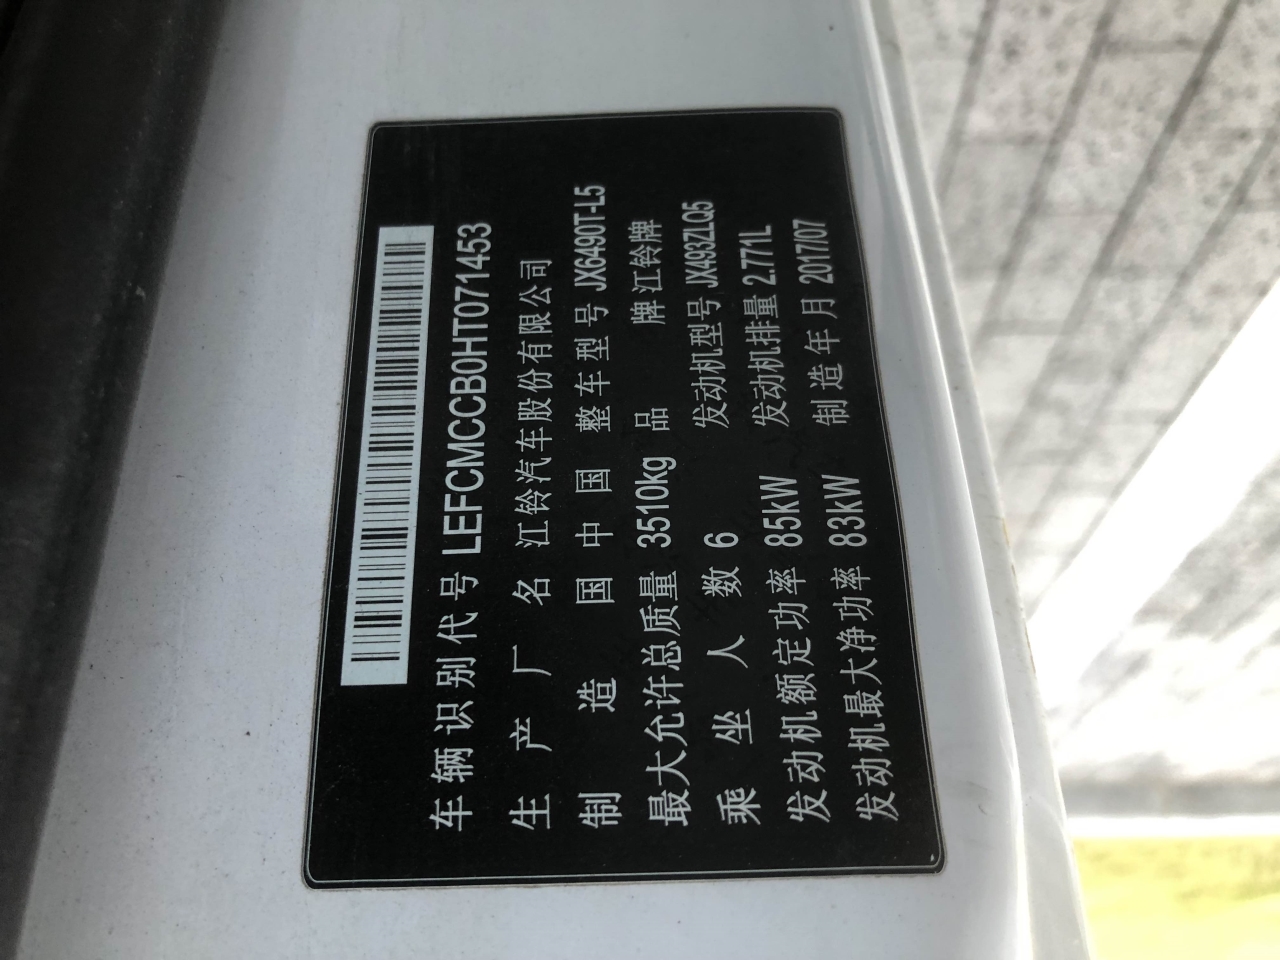 车辆识别代号 LEFCMCCB0HT071453
生产厂名 江铃汽车股份有限公司
制造国 中国 整车型号 JX6490T-L5
最大允许总质量 3510kg 品牌 江铃牌
乘坐人数 6 发动机型号 JX493ZLQ5
发动机额定功率 85kW 发动机排量 2.771L
发动机最大净功率 83kW 制造年月 2017/07